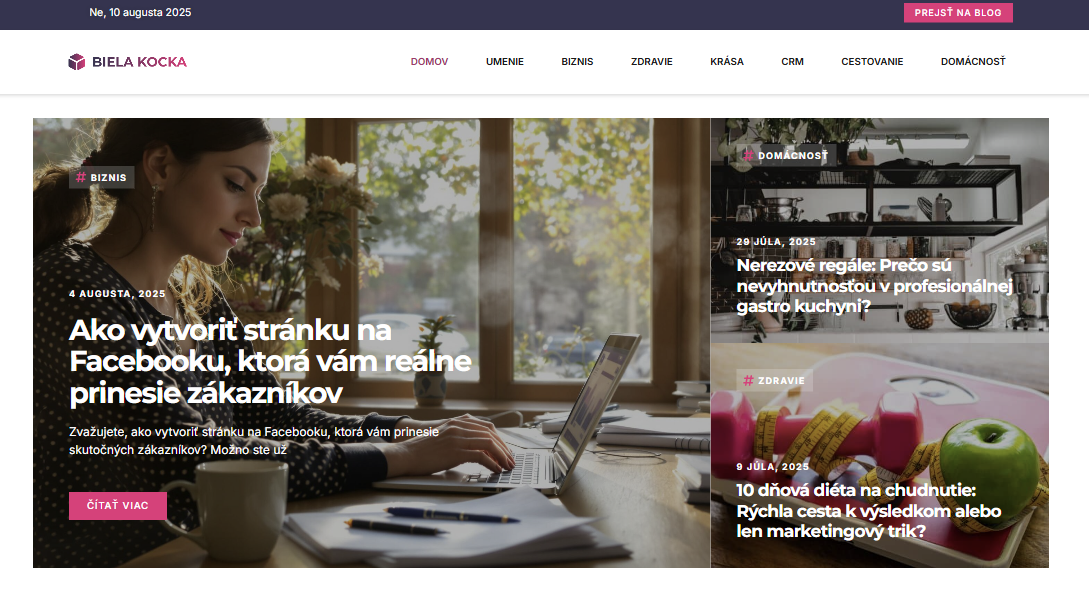 Ne, 10 augusta 2025
PREJSŤ NA BLOG
BIELA KOCKA
DOMOV
UMENIE
BIZNIS
ZDRAVIE
KRÁSA
CRM
CESTOVANIE
DOMÁCNOSŤ
# BIZNIS
4 AUGUSTA, 2025
Ako vytvoriť stránku na
Facebooku, ktorá vám reálne
prinesie zákazníkov
Zvažujete, ako vytvoriť stránku na Facebooku, ktorá vám prinesie
skutočných zákazníkov? Možno ste už
ČÍTAŤ VIAC
# DOMÁCNOSŤ
29 JÚLA, 2025
Nerezové regále: Prečo sú
nevyhnutnosťou v profesionálnej
gastro kuchyni?
# ZDRAVIE
9 JÚLA, 2025
10 dňová diéta na chudnutie:
Rýchla cesta k výsledkom alebo
len marketingový trik?